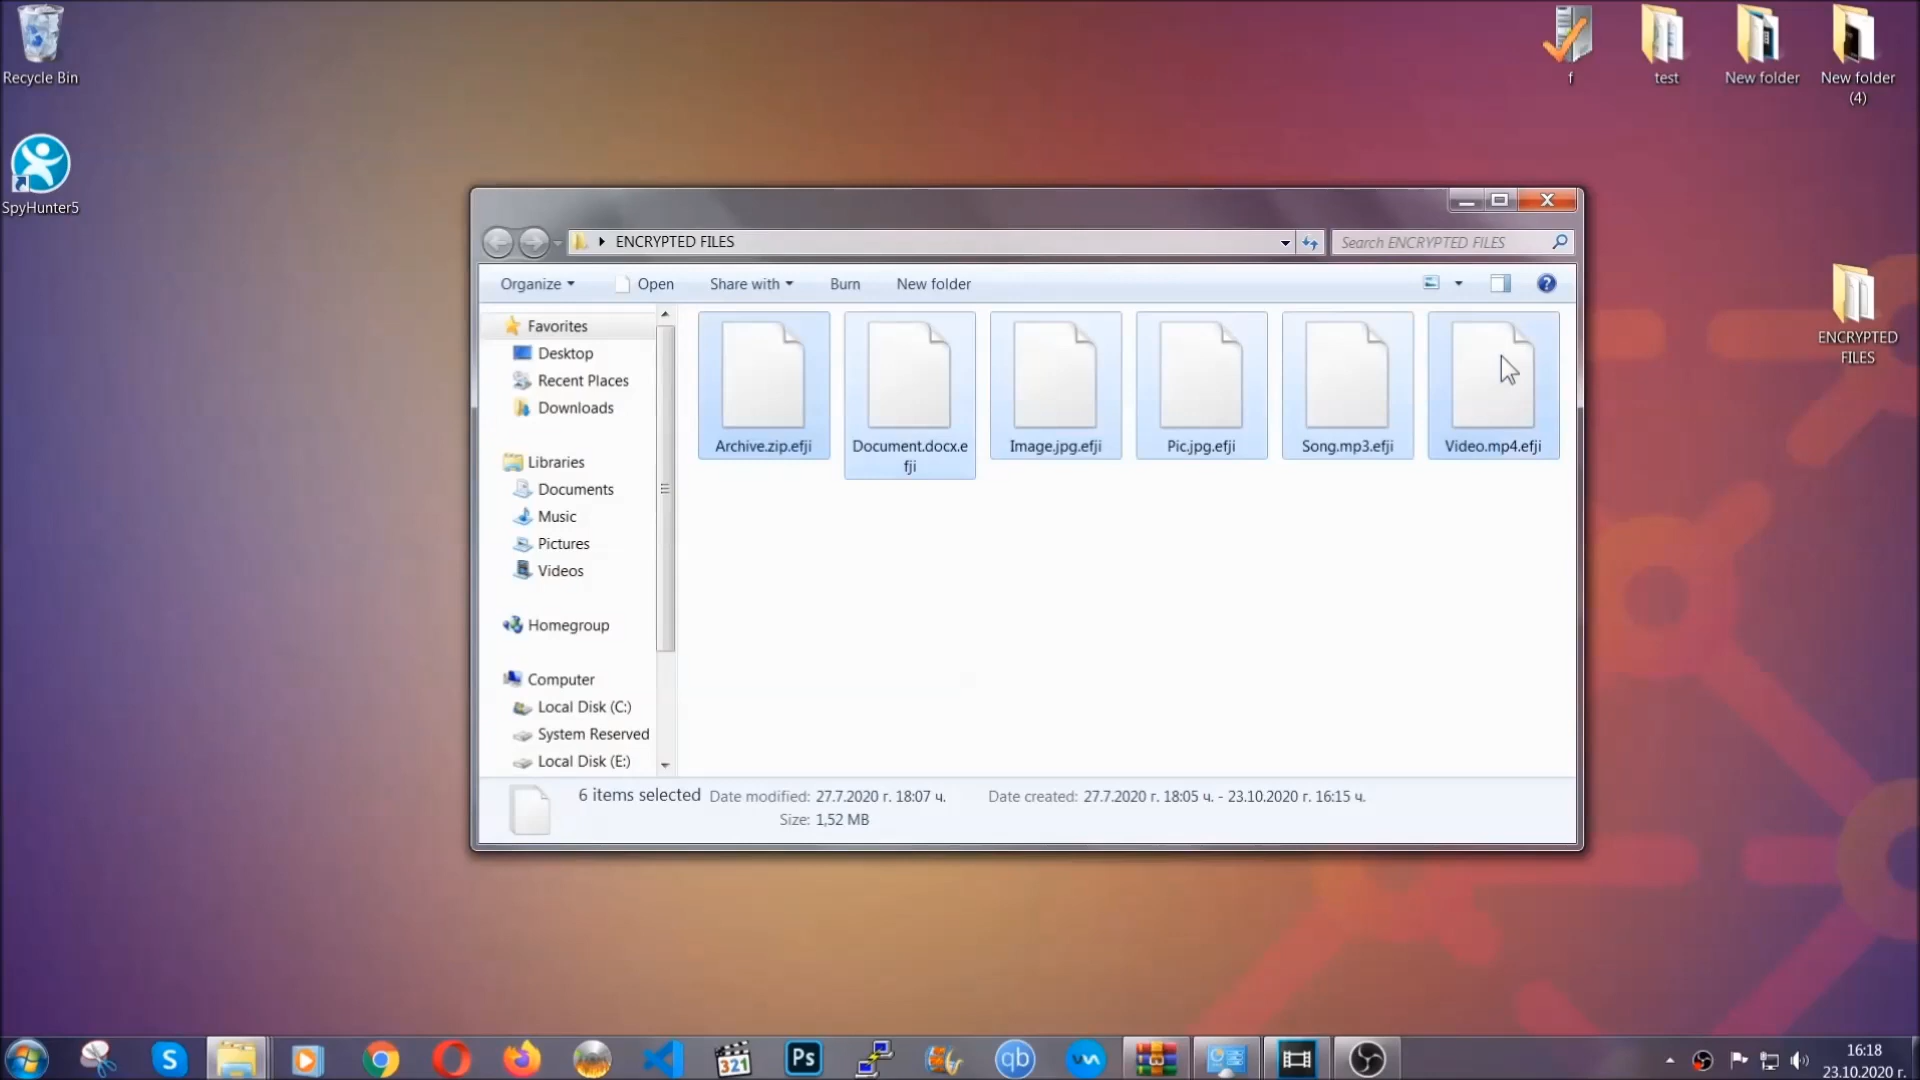 Recycle Bin
SpyHunter5
f
test
New folder
New folder
(4)
ENCRYPTED
FILES
ENCRYPTED FILES
Search ENCRYPTED FILES
Organize
Open
Share with
Burn
New folder
Favorites
Desktop
Recent Places
Downloads
Libraries
Documents
Music
Pictures
Videos
Homegroup
Computer
Local Disk (C:)
System Reserved
Local Disk (E:)
Archive.zip.efji
Document.docx.e
fji
Image.jpg.efji
Pic.jpg.efji
Song.mp3.efji
Video.mp4.efji
6 items selected Date modified: 27.7.2020 г. 18:07 ч. Date created: 27.7.2020 г. 18:05 ч. - 23.10.2020 г. 16:15 ч.
Size: 1,52 MB
S
321
Ps
qb
16:18
23.10.2020 г.